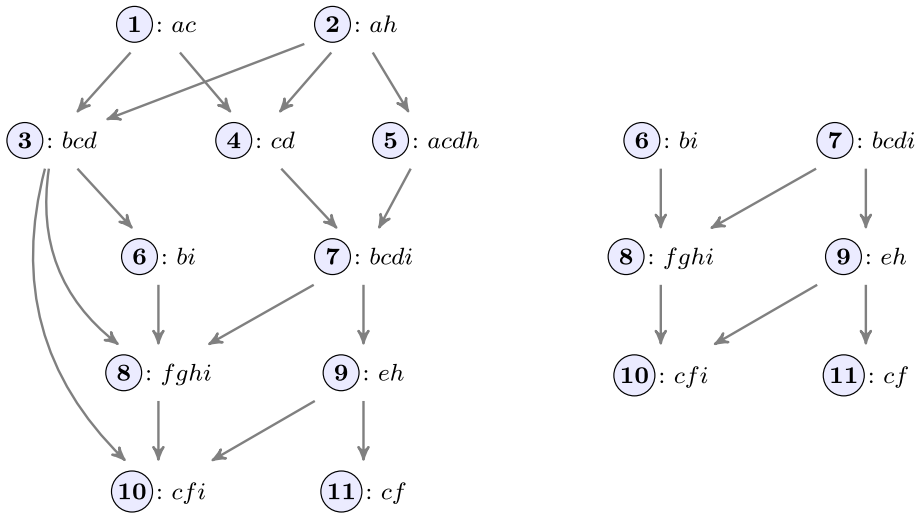 1 : ac
2 : ah
3 : bcd
4 : cd
5 : acdh
6 : bi
7 : bcdi
8 : fghi
9 : eh
10 : cfi
11 : cf
6 : bi
7 : bcdi
8 : fghi
9 : eh
10 : cfi
11 : cf